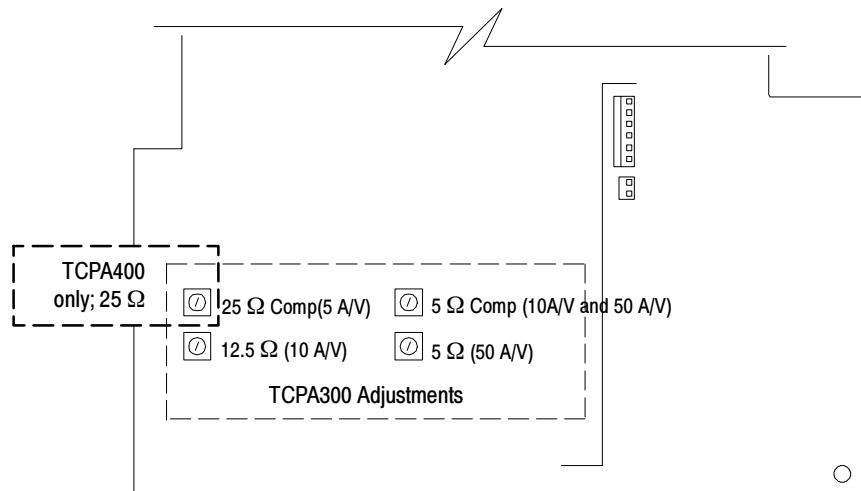 TCPA400
only; 25 Ω
25 Ω Comp(5 A/V)
5 Ω Comp (10A/V and 50 A/V)
12.5 Ω (10 A/V)
5 Ω (50 A/V)
TCPA300 Adjustments